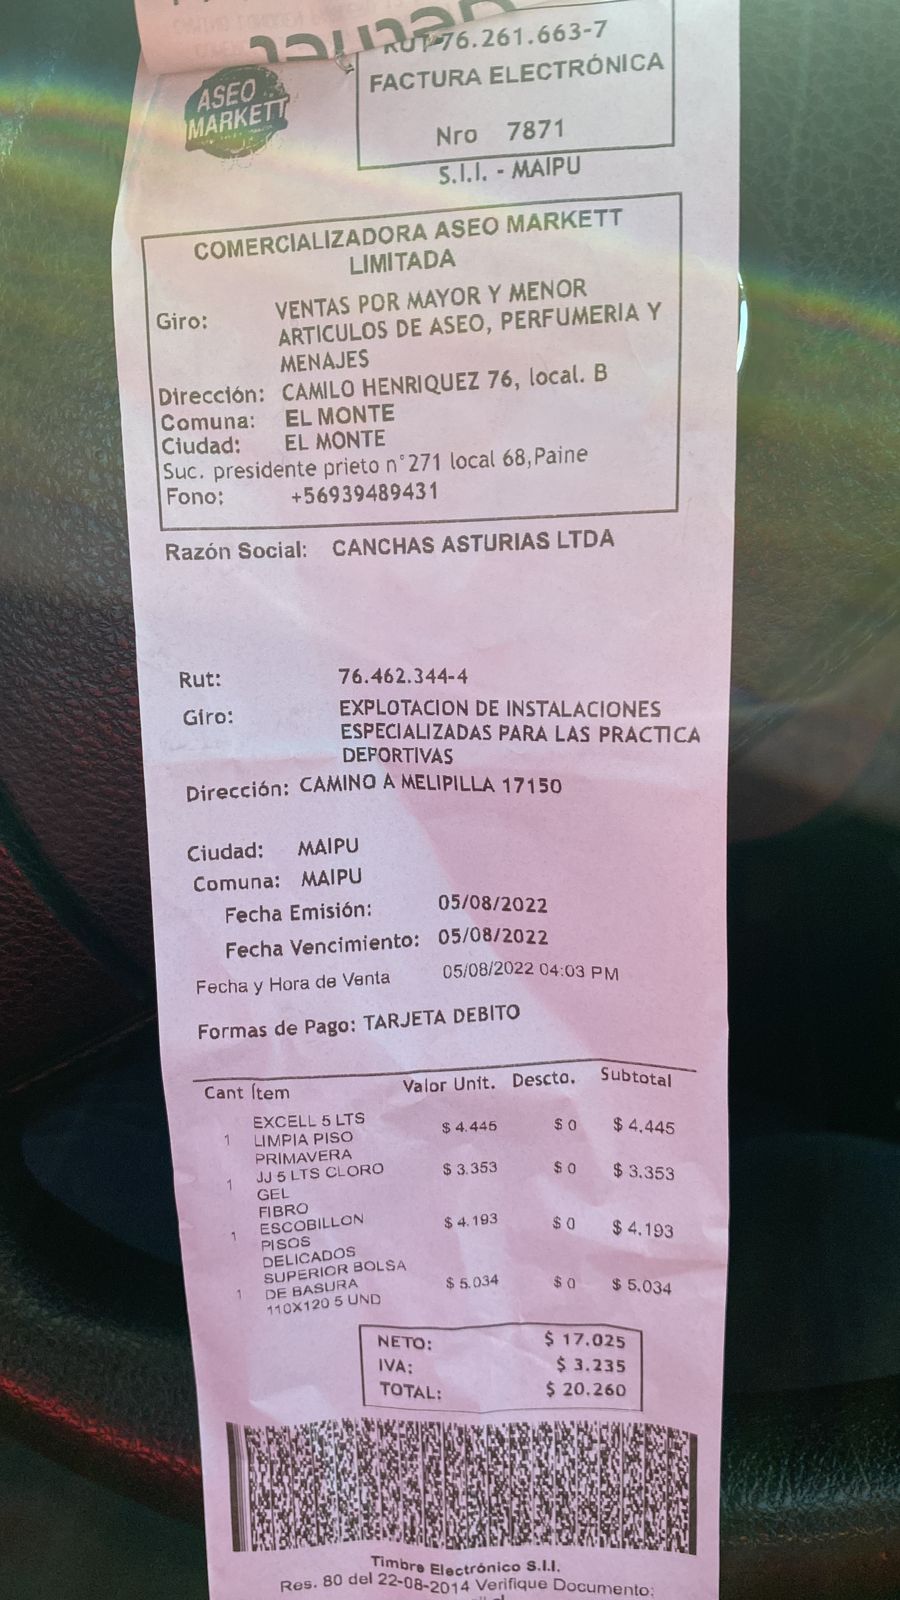 RUT 76.261.663-7
FACTURA ELECTRÓNICA
Nro 7871
ASEO
MARKETT
S.I.I. - MAIPU
COMERCIALIZADORA ASEO MARKETT
LIMITADA
Giro: VENTAS POR MAYOR Y MENOR
ARTICULOS DE ASEO, PERFUMERIA Y
MENAJES
Dirección: CAMILO HENRIQUEZ 76, local. B
Comuna: EL MONTE
Ciudad: EL MONTE
Suc. presidente prieto n°271 local 68,Paine
Fono: +56939489431
Razón Social: CANCHAS ASTURIAS LTDA
Rut: 76.462.344-4
Giro: EXPLOTACION DE INSTALACIONES
ESPECIALIZADAS PARA LAS PRACTICA
DEPORTIVAS
Dirección: CAMINO A MELIPILLA 17150
Ciudad: MAIPU
Comuna: MAIPU
Fecha Emisión: 05/08/2022
Fecha Vencimiento: 05/08/2022
Fecha y Hora de Venta 05/08/2022 04:03 PM
Formas de Pago: TARJETA DEBITO
Cant Ítem Valor Unit. Descto. Subtotal
EXCELL 5 LTS
1 LIMPIA PISO $ 4.445 $ 0 $ 4.445
PRIMAVERA
1 JJ 5 LTS CLORO $ 3.353 $ 0 $ 3.353
GEL
FIBRO
1 ESCOBILLON $ 4.193 $ 0 $ 4.193
PISOS
DELICADOS
SUPERIOR BOLSA
1 DE BASURA $ 5.034 $ 0 $ 5.034
110X120 5 UND
NETO: $ 17.025
IVA: $ 3.235
TOTAL: $ 20.260
Timbre Electrónico S.I.I.
Res. 80 del 22-08-2014 Verifique Documento: